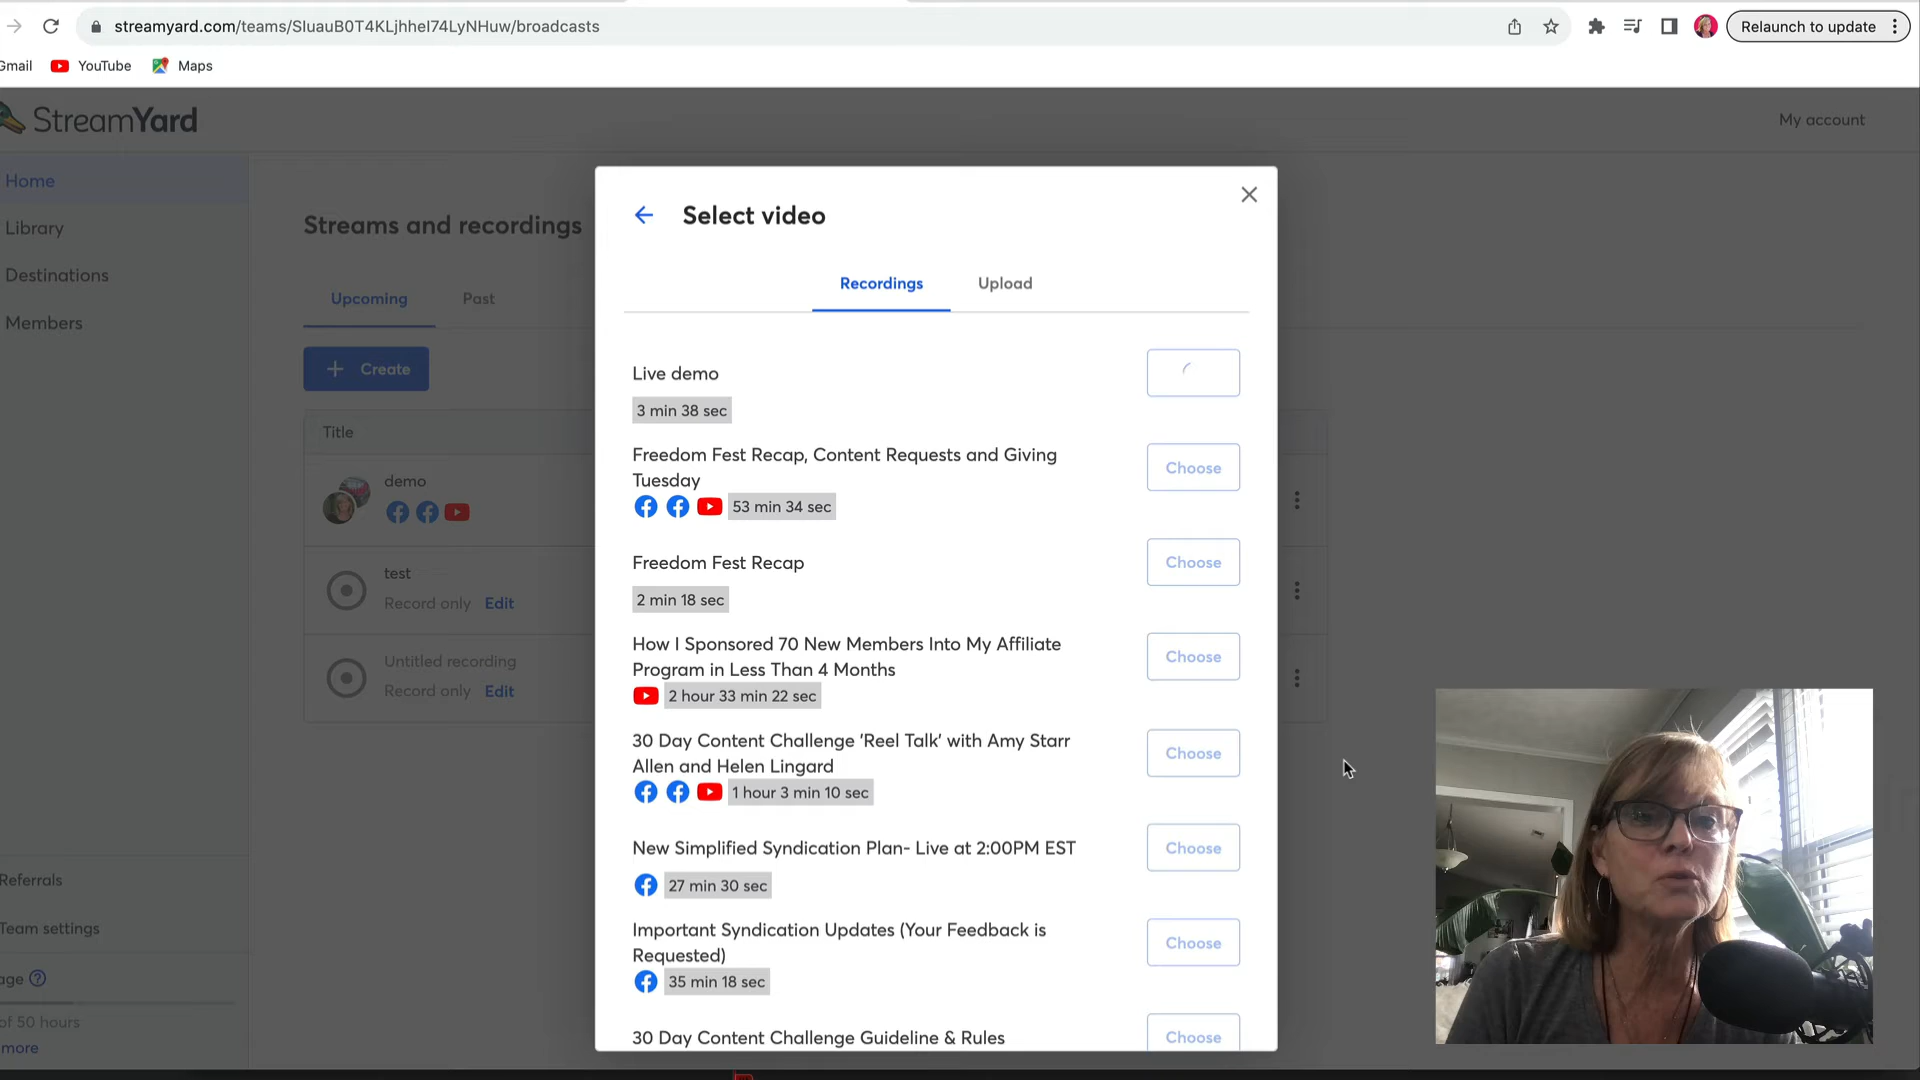 streamyard.com/teams/SIuauB0T4KLjhheI74LyNHuw/broadcasts
Relaunch to update
Gmail
YouTube
Maps
StreamYard
My account
Home
Library
Destinations
Members
Streams and recordings
Upcoming
Past
+ Create
Title
demo
test
Record only Edit
Untitled recording
Record only Edit
Referrals
Team settings
age ?
of 50 hours
more
Select video
Recordings
Upload
Live demo
3 min 38 sec
Freedom Fest Recap, Content Requests and Giving
Tuesday
53 min 34 sec
Choose
Freedom Fest Recap
2 min 18 sec
Choose
How I Sponsored 70 New Members Into My Affiliate
Program in Less Than 4 Months
2 hour 33 min 22 sec
Choose
30 Day Content Challenge 'Reel Talk' with Amy Starr
Allen and Helen Lingard
1 hour 3 min 10 sec
Choose
New Simplified Syndication Plan- Live at 2:00PM EST
27 min 30 sec
Choose
Important Syndication Updates (Your Feedback is
Requested)
35 min 18 sec
Choose
30 Day Content Challenge Guideline & Rules
Choose